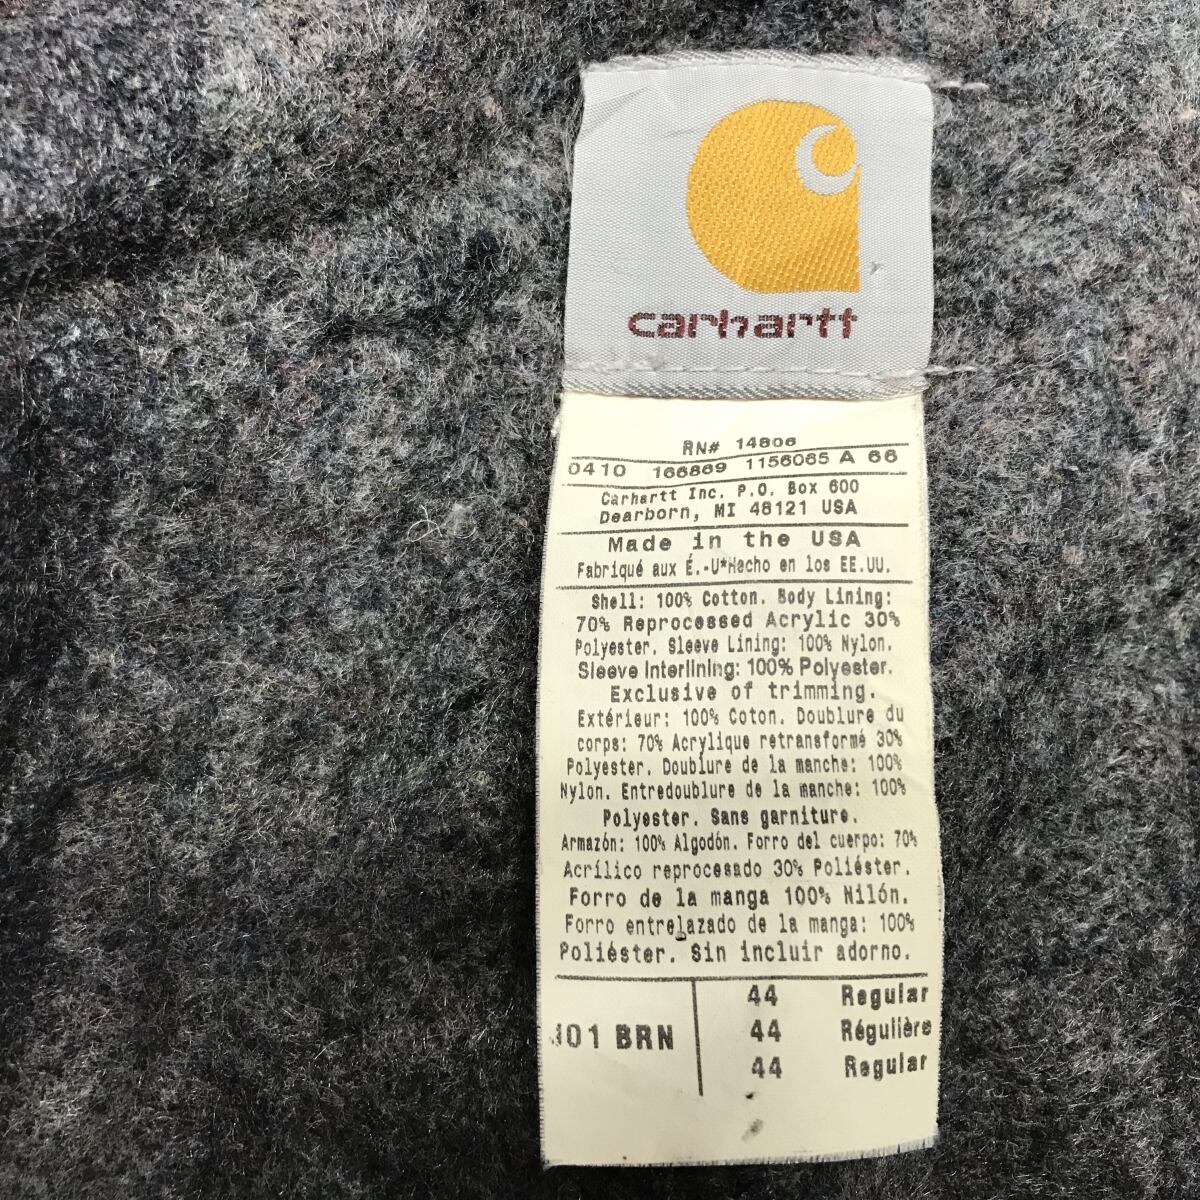 carhartt
RN# 14806
0410 166869 1156065 A 66
Carhartt Inc. P.O. Box 600
Dearborn, MI 48121 USA
Made in the USA
Fabriqué aux É.-U*Hacho en los EE.UU.
Shell: 100% Cotton. Body Lining:
70% Reprocessed Acrylic 30%
Polyester. Sleeve Lining: 100% Nylon.
Sleeve Interlining: 100% Polyester.
Exclusive of trimming.
Extérieur: 100% Coton. Doublure du
corps: 70% Acrylique retransformé 30%
Polyester. Doublure de la manche: 100%
Nylon. Entredoublure de la manche: 100%
Polyester. Sans garniture.
Armazón: 100% Algodón. Forro del cuerpo: 70%
Acrílico reprocesado 30% Poliéster.
Forro de la manga 100% Nilón.
Forro entrelazado de la manga: 100%
Poliéster. Sin incluir adorno.
44 Regular
J01 BRN 44 Régulière
44 Regular